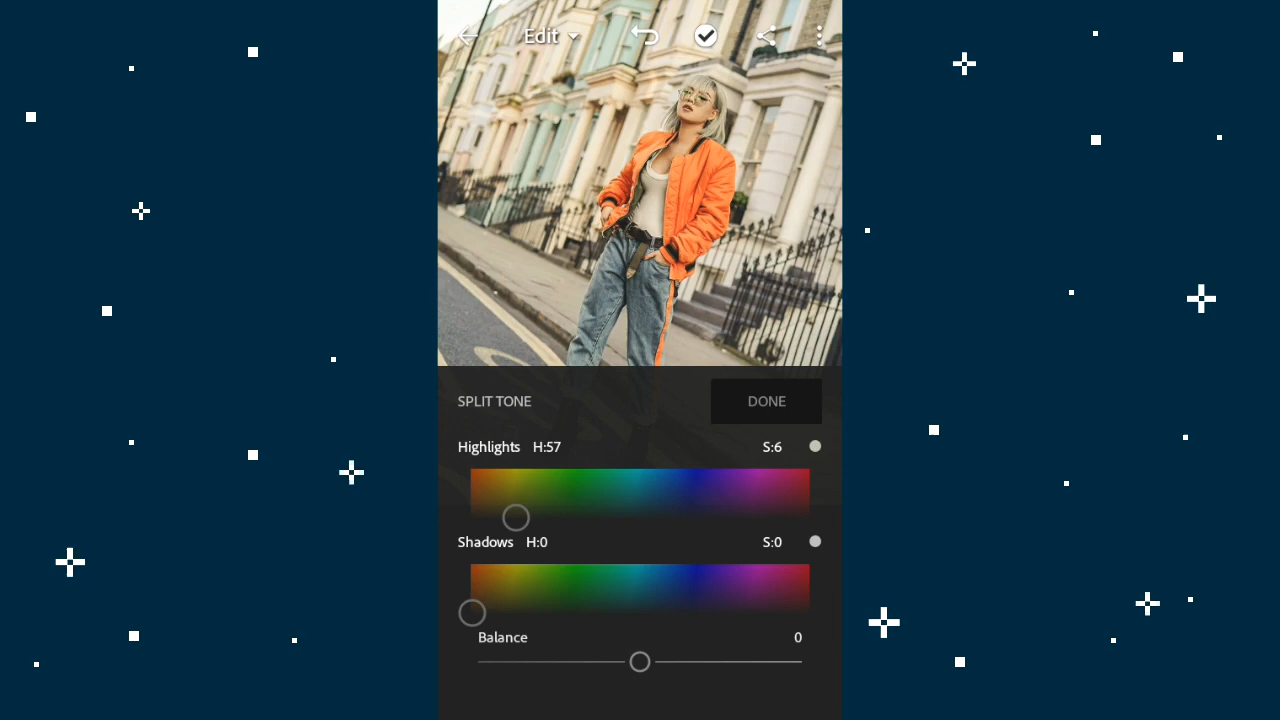 Edit
SPLIT TONE DONE
Highlights H:57 S:6
Shadows H:0 S:0
Balance 0